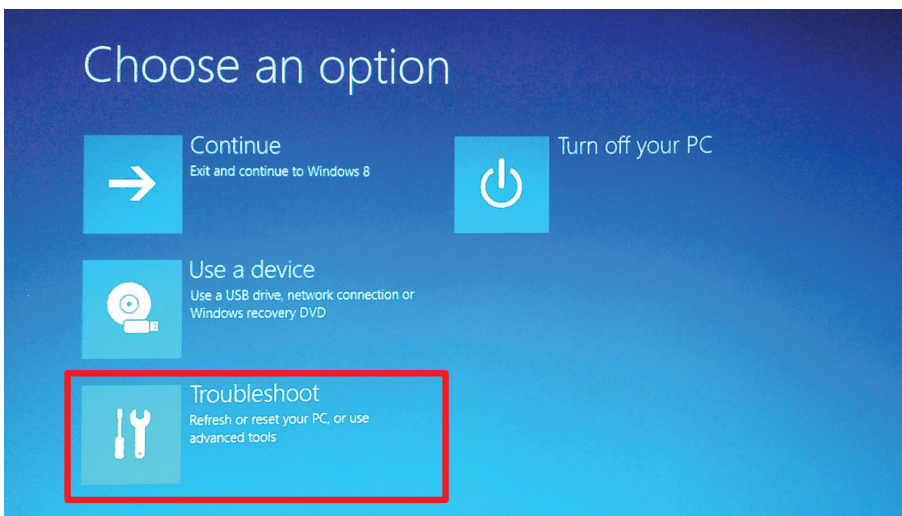 Choose an option
Continue
Exit and continue to Windows 8
Turn off your PC
Use a device
Use a USB drive, network connection or
Windows recovery DVD
Troubleshoot
Refresh or reset your PC, or use
advanced tools